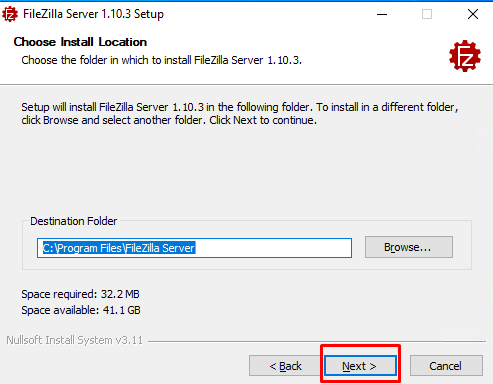 FileZilla Server 1.10.3 Setup
Choose Install Location
Choose the folder in which to install FileZilla Server 1.10.3.
Fz
Setup will install FileZilla Server 1.10.3 in the following folder. To install in a different folder,
click Browse and select another folder. Click Next to continue.
Destination Folder
C:\Program Files\FileZilla Server
Browse...
Space required: 32.2 MB
Space available: 41.1 GB
Nullsoft Install System v3.11
< Back
Next >
Cancel